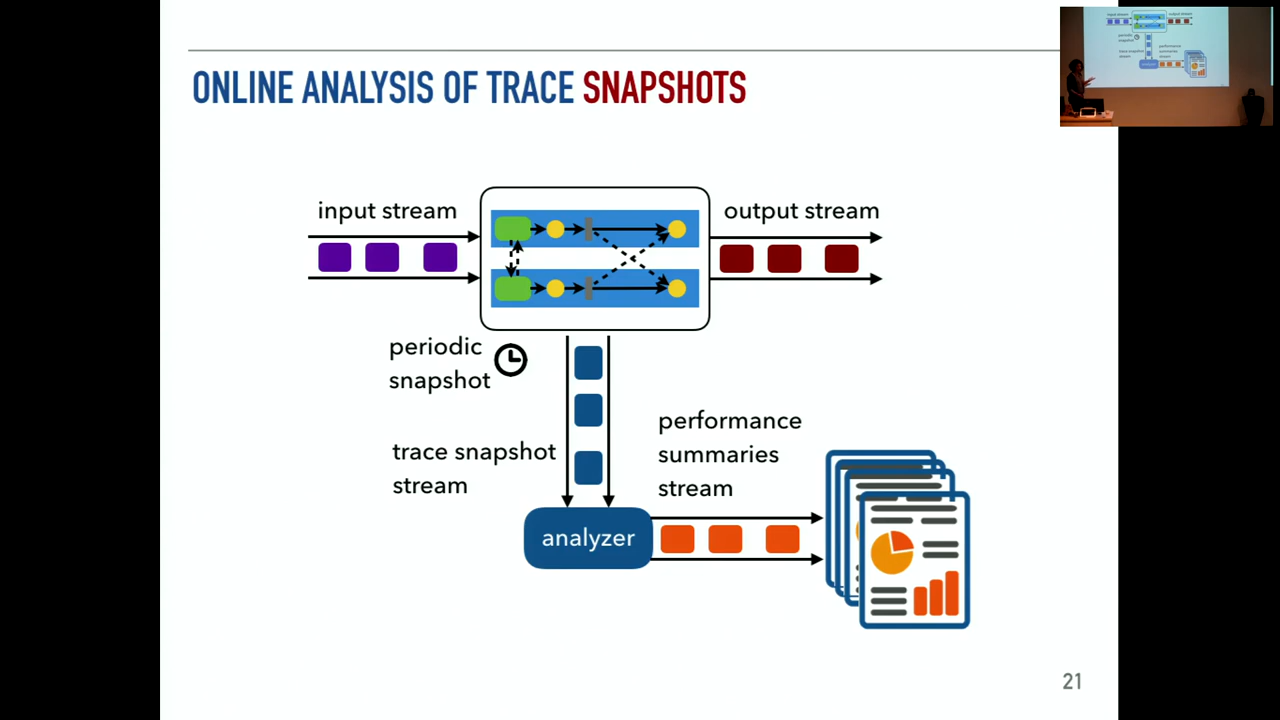 ONLINE ANALYSIS OF TRACE SNAPSHOTS
input stream
output stream
periodic
snapshot
trace snapshot
stream
performance
summaries
stream
analyzer
21